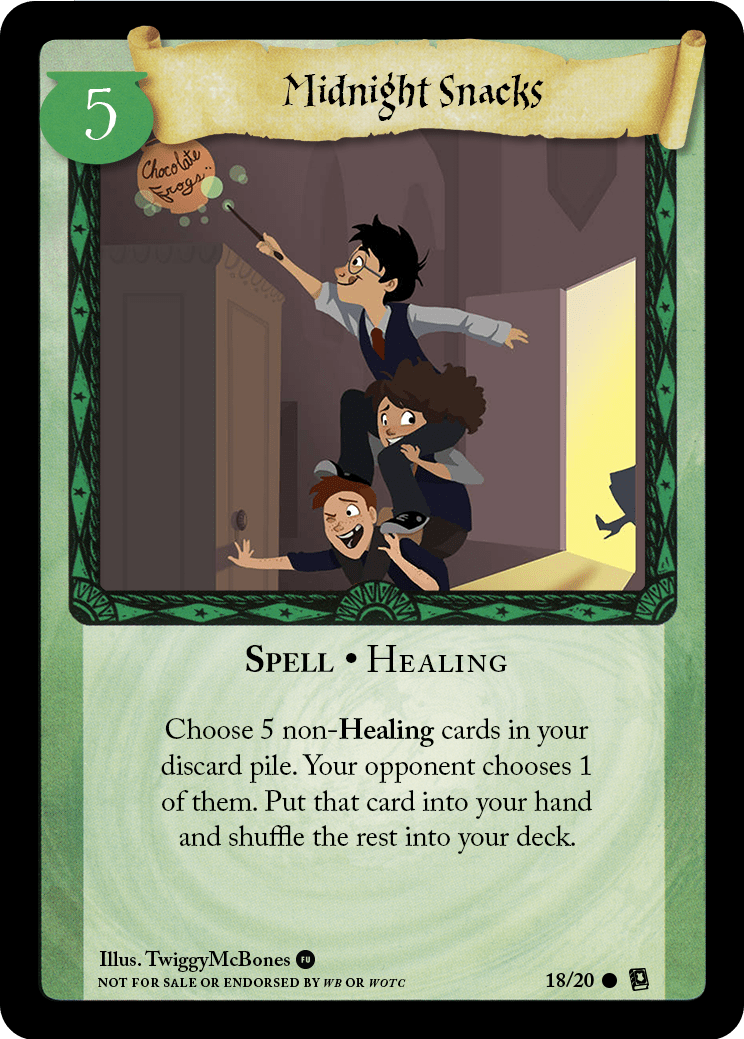 Midnight Snacks
5
Chocolate
Frogs..
SPELL • HEALING
Choose 5 non-Healing cards in your
discard pile. Your opponent chooses 1
of them. Put that card into your hand
and shuffle the rest into your deck.
Illus. TwiggyMcBones FU
NOT FOR SALE OR ENDORSED BY WB OR WOTC
18/20